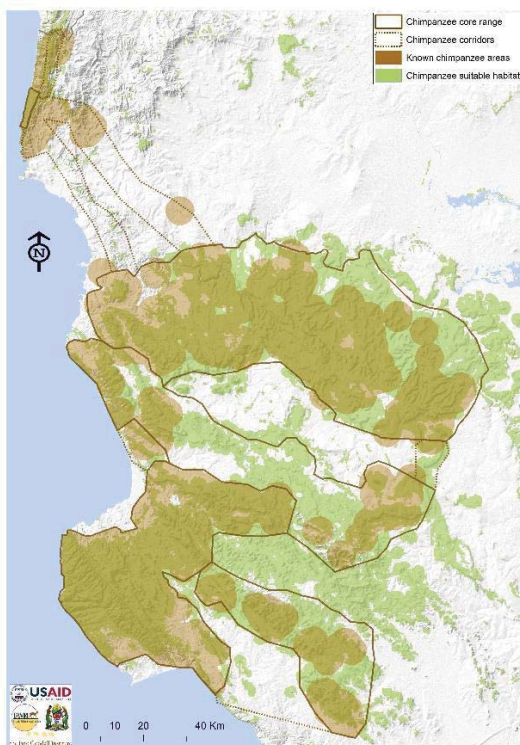 Chimpanzee core range
Chimpanzee corridors
Known chimpanzee areas
Chimpanzee suitable habitat
N
USAID
0 10 20 40 Km